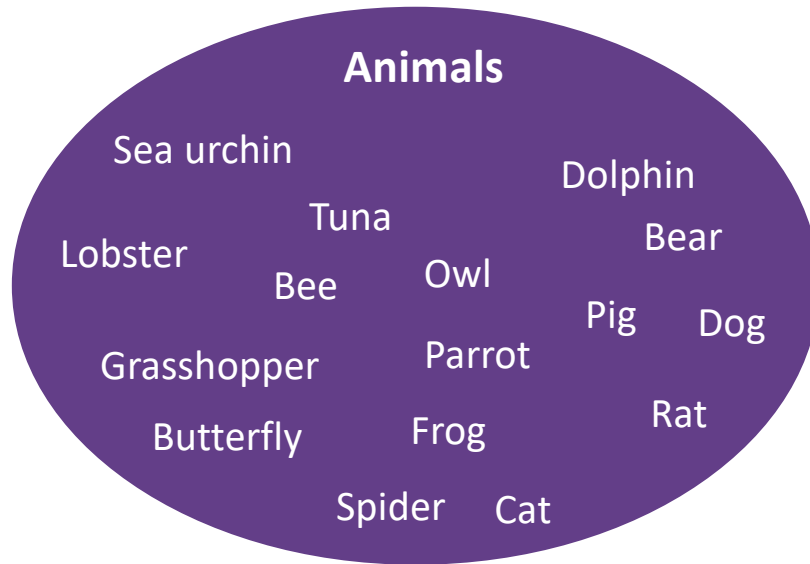 Animals
Sea urchin
Dolphin
Tuna
Bear
Lobster
Owl
Bee
Pig
Dog
Parrot
Grasshopper
Rat
Frog
Butterfly
Spider
Cat